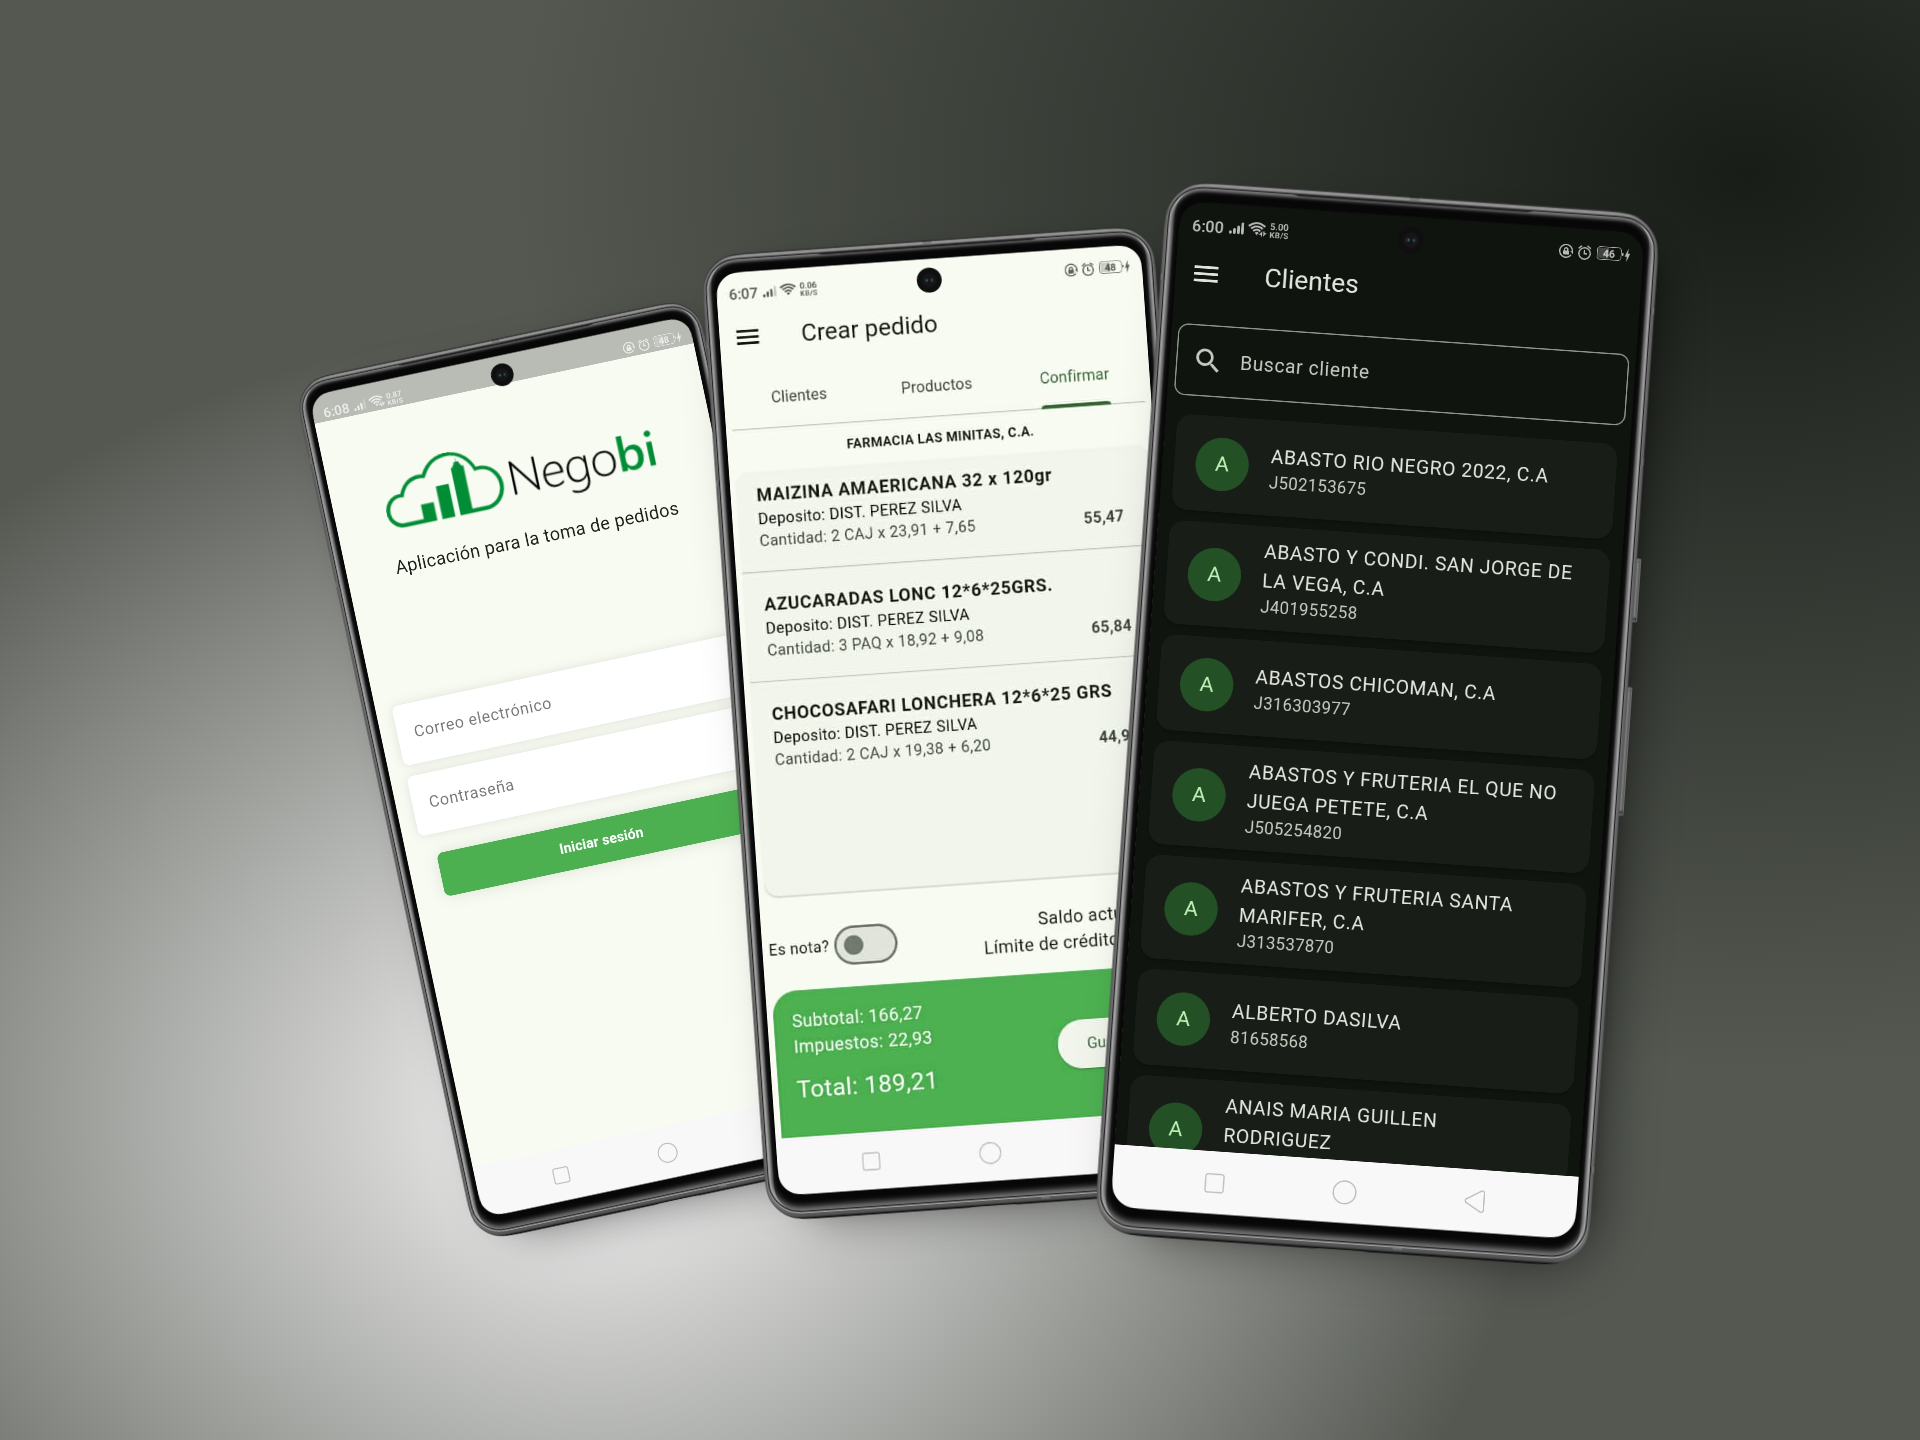 6:08
0.87
KB/S
48
Negobi
Aplicación para la toma de pedidos
Correo electrónico
Contraseña
Iniciar sesión
6:07
0.06
KB/S
48
Crear pedido
Clientes
Productos
Confirmar
FARMACIA LAS MINITAS, C.A.
MAIZINA AMAERICANA 32 x 120gr
Deposito: DIST. PEREZ SILVA
Cantidad: 2 CAJ x 23,91 + 7,65
55,47
AZUCARADAS LONC 12*6*25GRS.
Deposito: DIST. PEREZ SILVA
Cantidad: 3 PAQ x 18,92 + 9,08
65,84
CHOCOSAFARI LONCHERA 12*6*25 GRS
Deposito: DIST. PEREZ SILVA
Cantidad: 2 CAJ x 19,38 + 6,20
44,9
Es nota?
Saldo actu
Límite de crédito
Subtotal: 166,27
Impuestos: 22,93
Total: 189,21
Gu
6:00
5.00
KB/S
46
Clientes
Buscar cliente
A
ABASTO RIO NEGRO 2022, C.A
J502153675
A
ABASTO Y CONDI. SAN JORGE DE
LA VEGA, C.A
J401955258
A
ABASTOS CHICOMAN, C.A
J316303977
A
ABASTOS Y FRUTERIA EL QUE NO
JUEGA PETETE, C.A
J505254820
A
ABASTOS Y FRUTERIA SANTA
MARIFER, C.A
J313537870
A
ALBERTO DASILVA
81658568
A
ANAIS MARIA GUILLEN
RODRIGUEZ